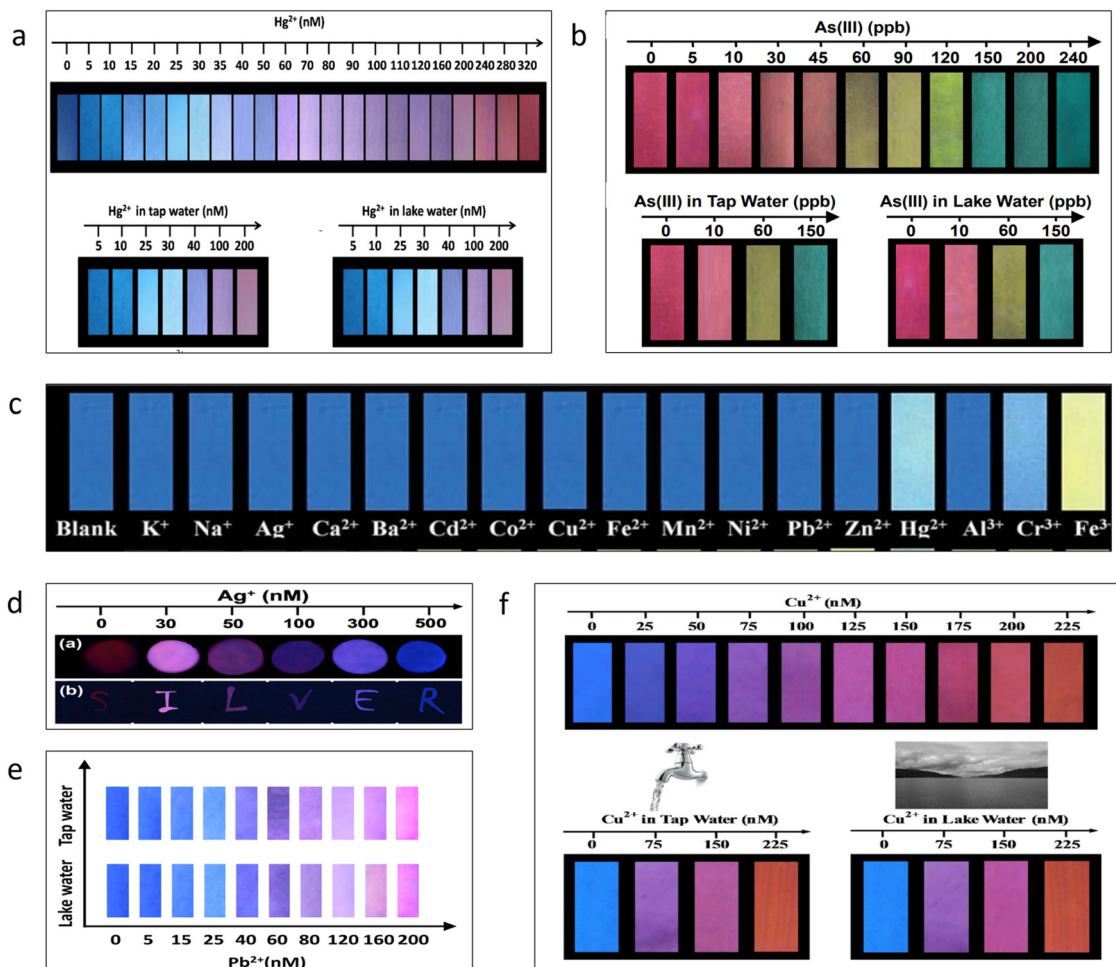 a
Hg²⁺ (nM)
0 5 10 15 20 25 30 35 40 50 60 70 80 90 100 110 120 160 200 240 280 320
Hg²⁺ in tap water (nM)
5 10 25 30 40 100 200
Hg²⁺ in lake water (nM)
5 10 25 30 40 100 200
b
As(III) (ppb)
0 5 10 30 45 60 90 120 150 200 240
As(III) in Tap Water (ppb)
0 10 60 150
As(III) in Lake Water (ppb)
0 10 60 150
c
Blank K⁺ Na⁺ Ag⁺ Ca²⁺ Ba²⁺ Cd²⁺ Co²⁺ Cu²⁺ Fe²⁺ Mn²⁺ Ni²⁺ Pb²⁺ Zn²⁺ Hg²⁺ Al³⁺ Cr³⁺ Fe³
d
Ag⁺ (nM)
0 30 50 100 300 500
(a)
(b) S I L V E R
e
Tap water
Lake water
0 5 15 25 40 60 80 120 160 200
Pb²⁺(nM)
f
Cu²⁺ (nM)
0 25 50 75 100 125 150 175 200 225
Cu²⁺ in Tap Water (nM)
0 75 150 225
Cu²⁺ in Lake Water (nM)
0 75 150 225